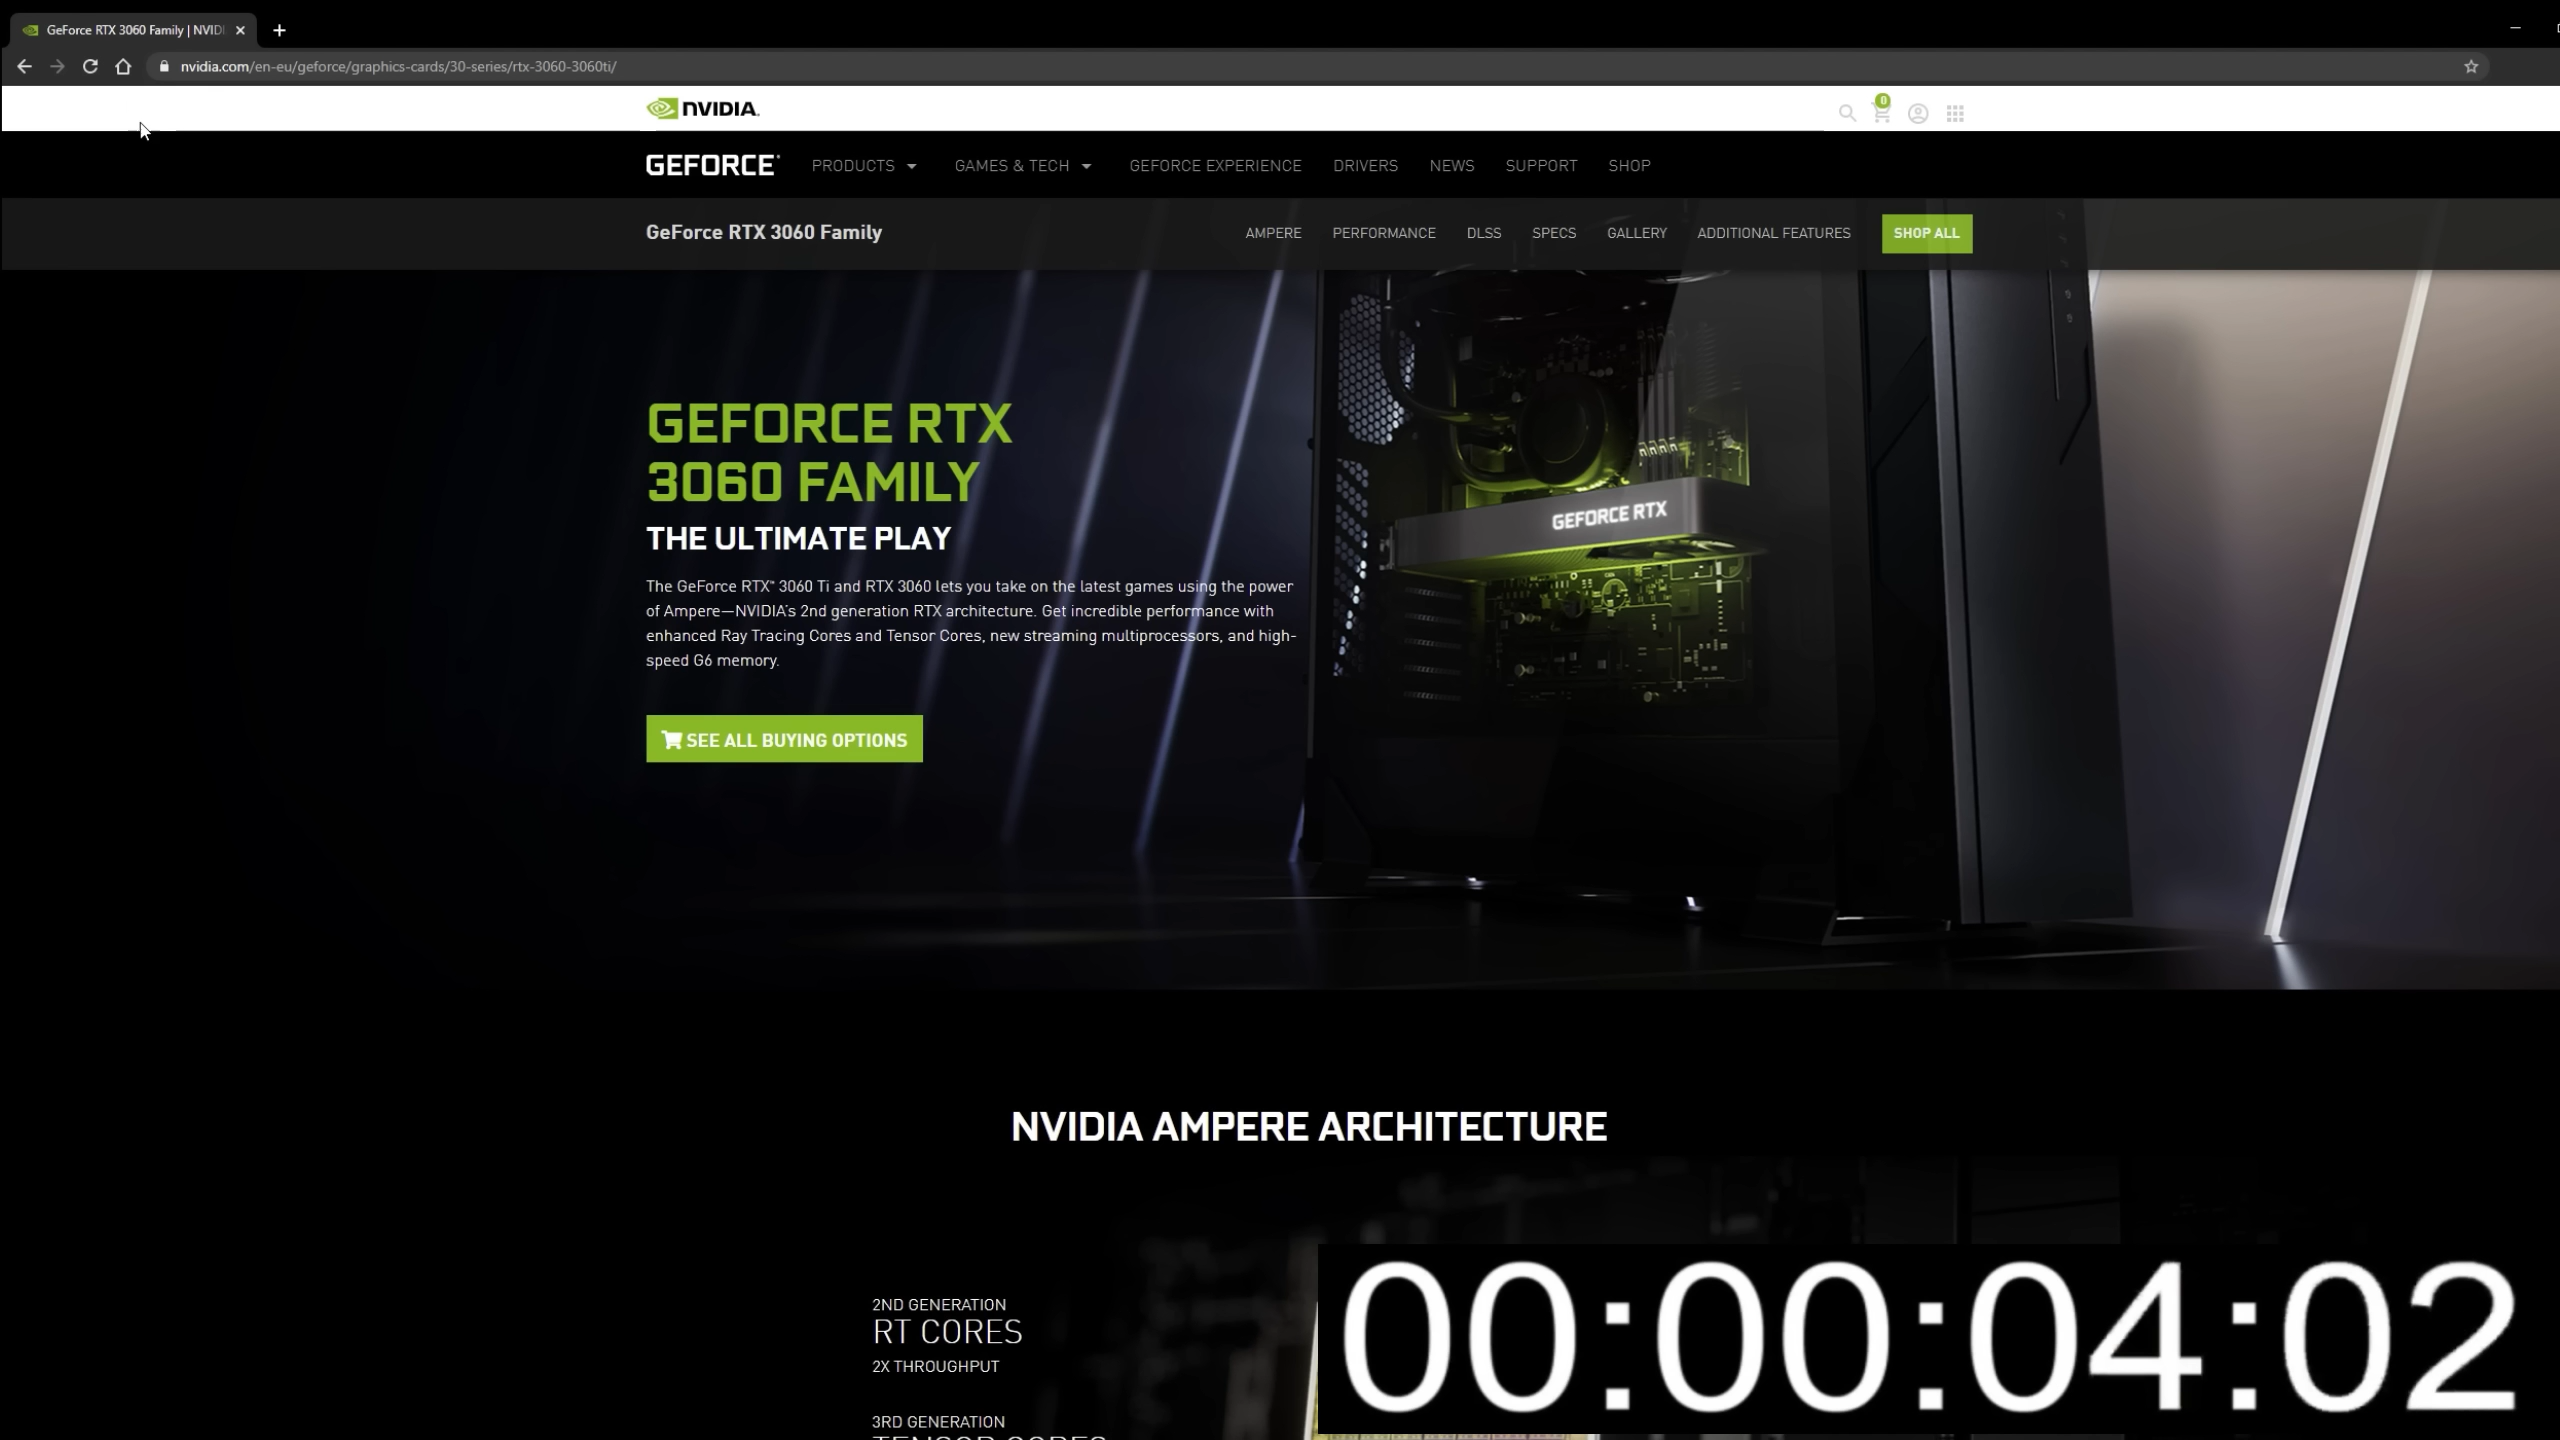 GeForce RTX 3060 Family | NVID
nvidia.com/en-eu/geforce/graphics-cards/30-series/rtx-3060-3060ti/
NVIDIA.
0
GEFORCE PRODUCTS GAMES & TECH GEFORCE EXPERIENCE DRIVERS NEWS SUPPORT SHOP
GeForce RTX 3060 Family AMPERE PERFORMANCE DLSS SPECS GALLERY ADDITIONAL FEATURES SHOP ALL
GEFORCE RTX
3060 FAMILY
THE ULTIMATE PLAY
The GeForce RTX™ 3060 Ti and RTX 3060 lets you take on the latest games using the power
of Ampere—NVIDIA's 2nd generation RTX architecture. Get incredible performance with
enhanced Ray Tracing Cores and Tensor Cores, new streaming multiprocessors, and high-
speed G6 memory.
SEE ALL BUYING OPTIONS
GEFORCE RTX
NVIDIA AMPERE ARCHITECTURE
2ND GENERATION
RT CORES
2X THROUGHPUT
3RD GENERATION
TENSOR CORES
00:00:04:02